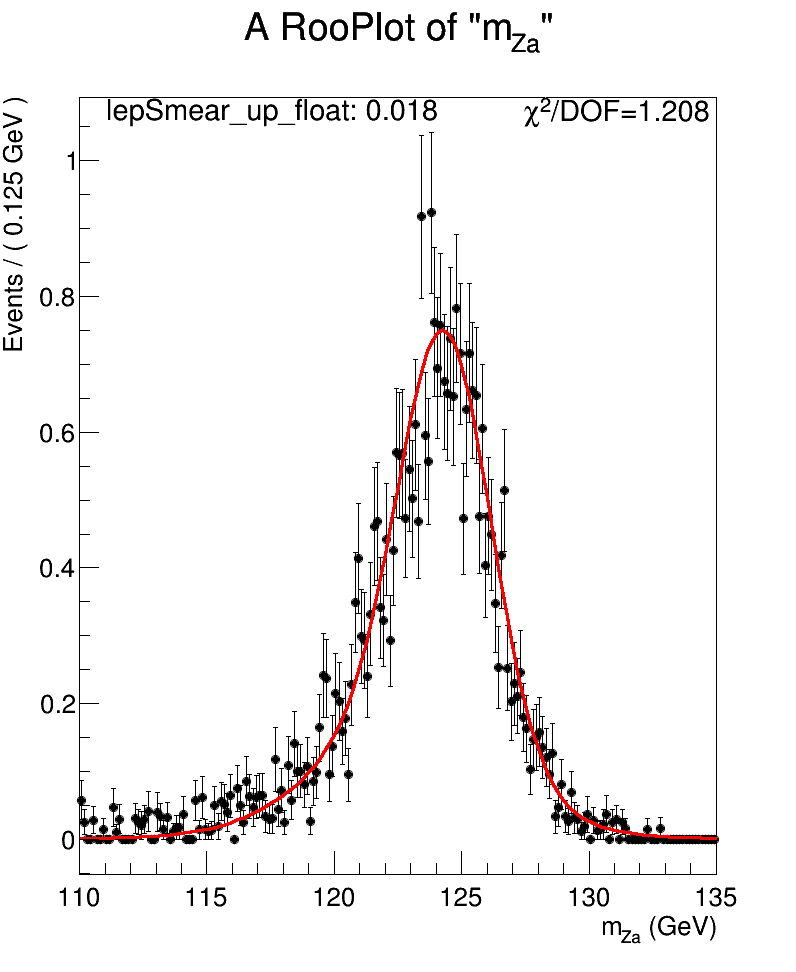 A RooPlot of "m_Za"
lepSmear_up_float: 0.018
χ²/DOF=1.208
Events / ( 0.125 GeV )
1
0.8
0.6
0.4
0.2
0
110 115 120 125 130 135
m_Za (GeV)